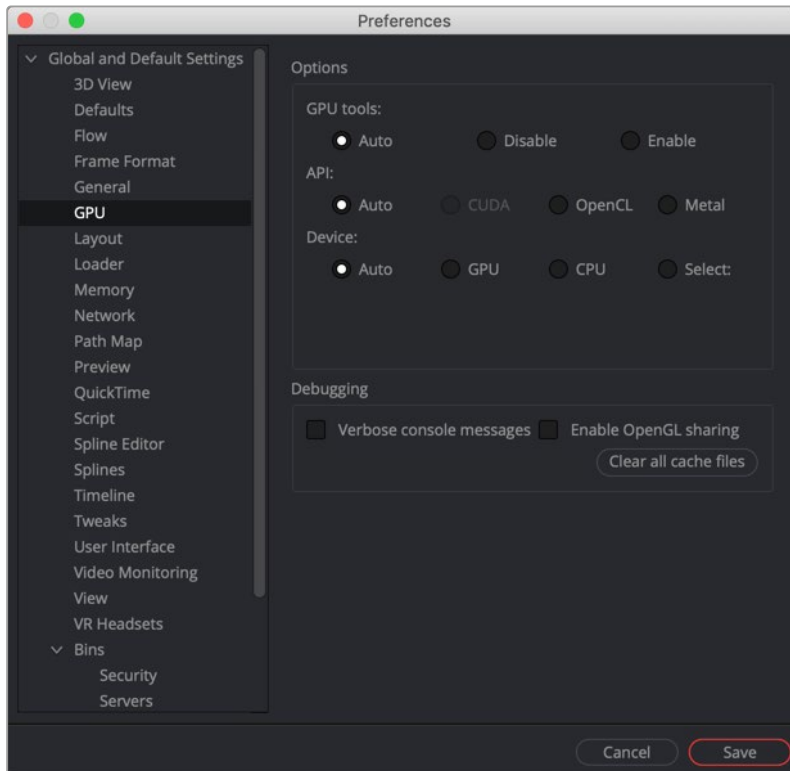 Preferences
Global and Default Settings
3D View
Defaults
Flow
Frame Format
General
GPU
Layout
Loader
Memory
Network
Path Map
Preview
QuickTime
Script
Spline Editor
Splines
Timeline
Tweaks
User Interface
Video Monitoring
View
VR Headsets
Bins
Security
Servers
Options
GPU tools:
Auto Disable Enable
API:
Auto CUDA OpenCL Metal
Device:
Auto GPU CPU Select:
Debugging
Verbose console messages Enable OpenGL sharing
Clear all cache files
Cancel Save